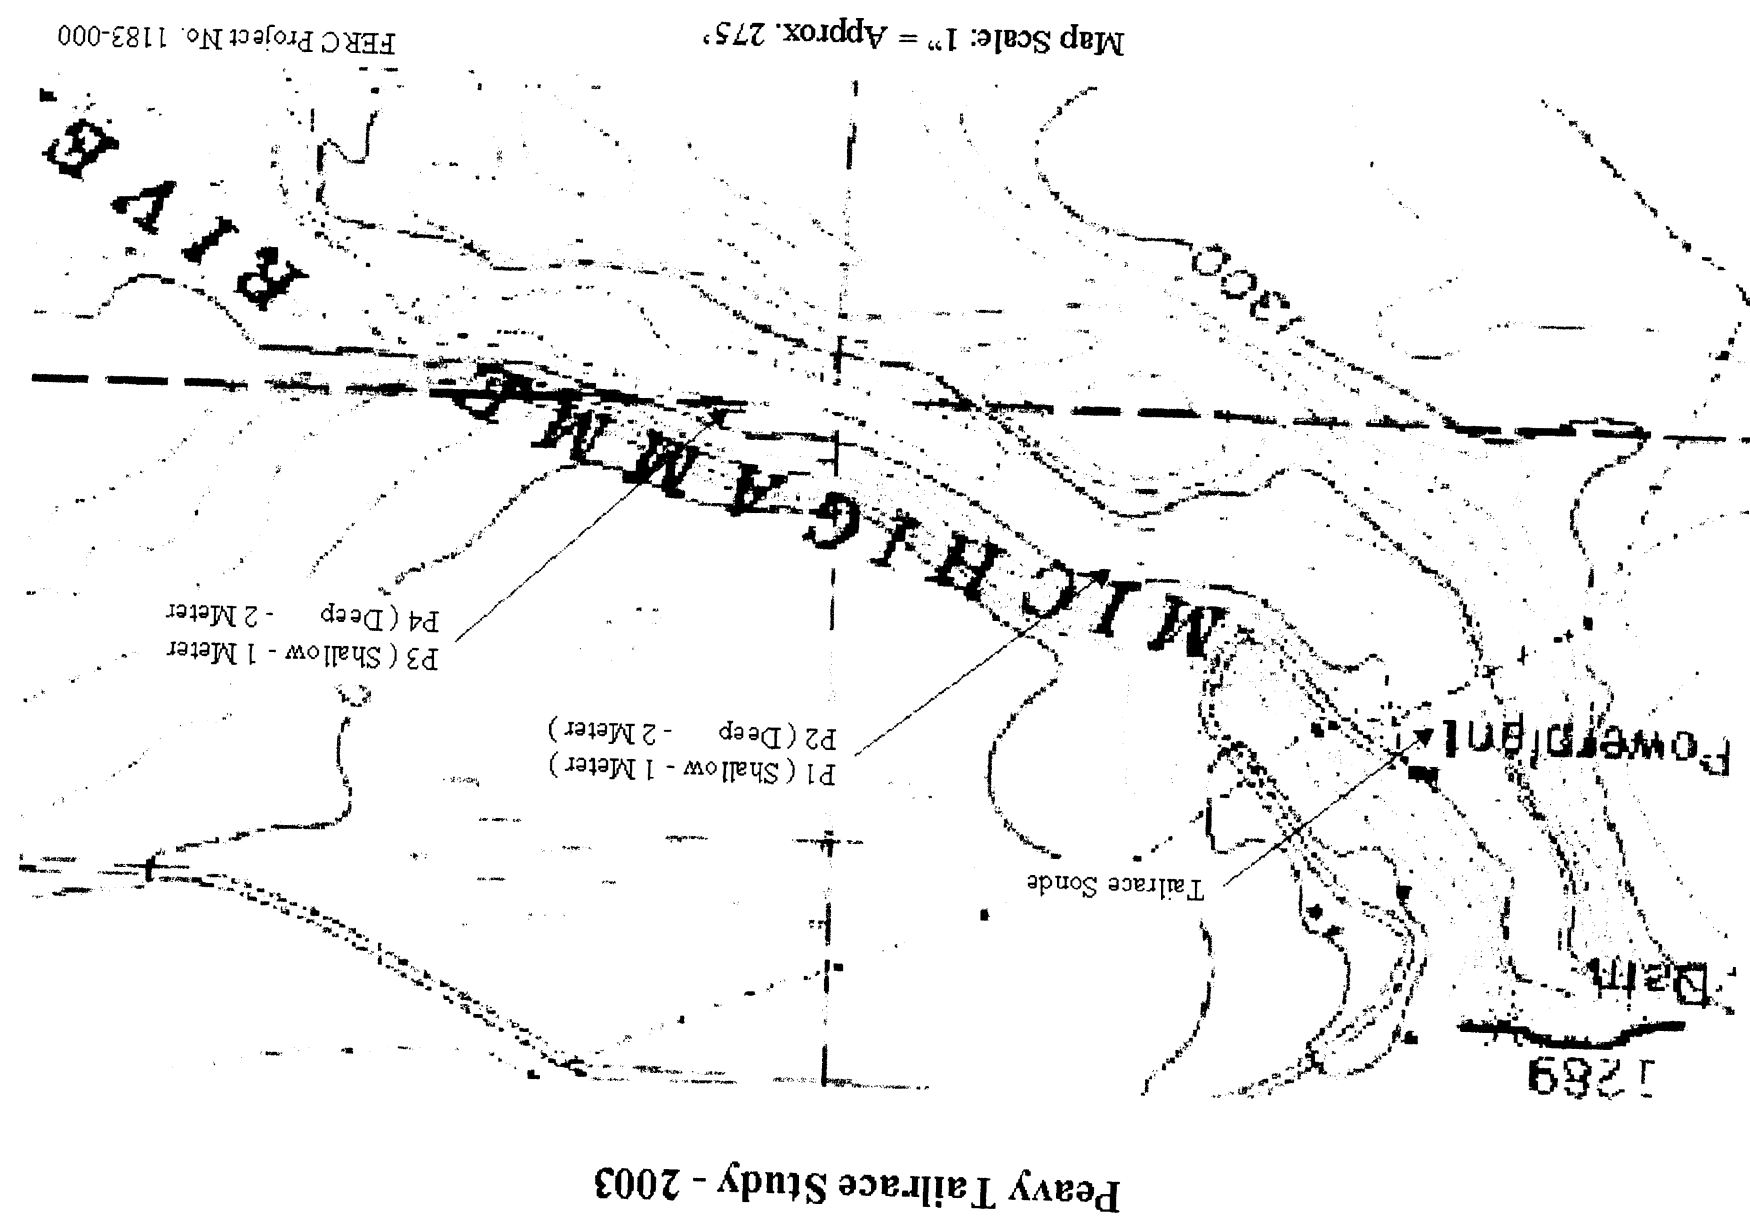 Peavy Tailrace Study - 2003
1289
Dam
Tailrace Sonde
Powerplant
P1 ( Shallow - 1 Meter )
P2 ( Deep - 2 Meter )
P3 ( Shallow - 1 Meter
P4 ( Deep - 2 Meter
MICHIGAMME
RIVE
1300
Map Scale: 1” = Approx. 275’
FERC Project No. 1183-000